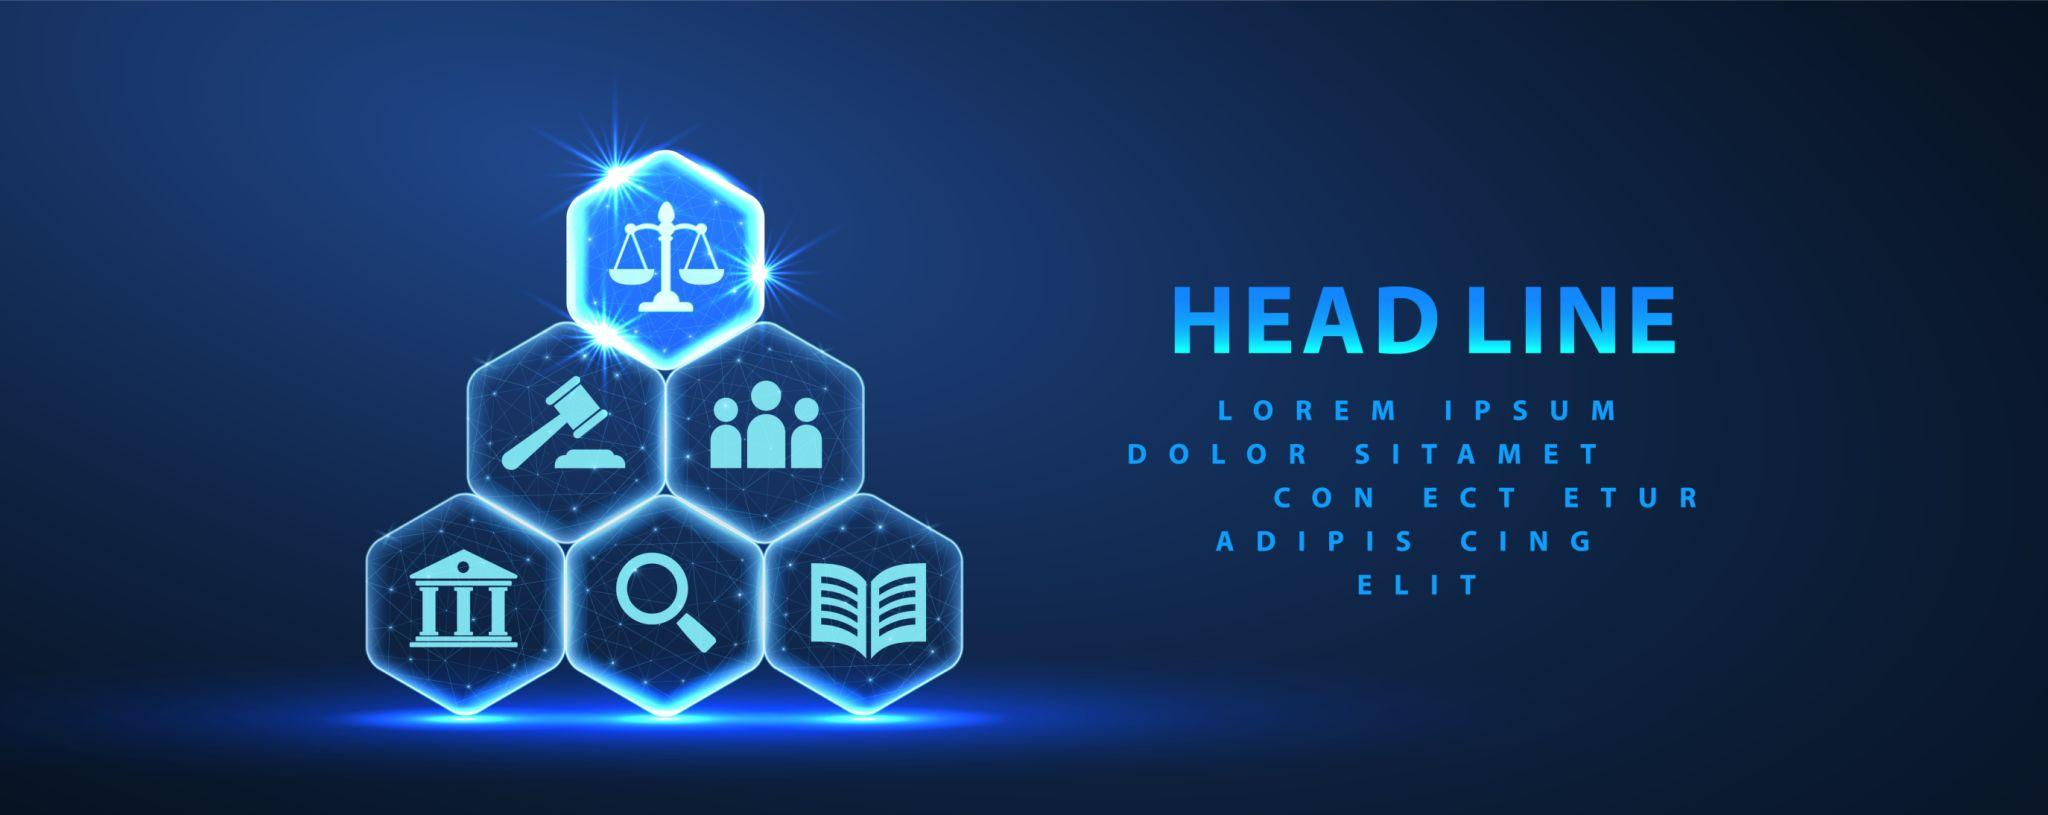 HEAD LINE
LOREM IPSUM
DOLOR SITAMET
CON ECT ETUR
ADIPIS CING
ELIT